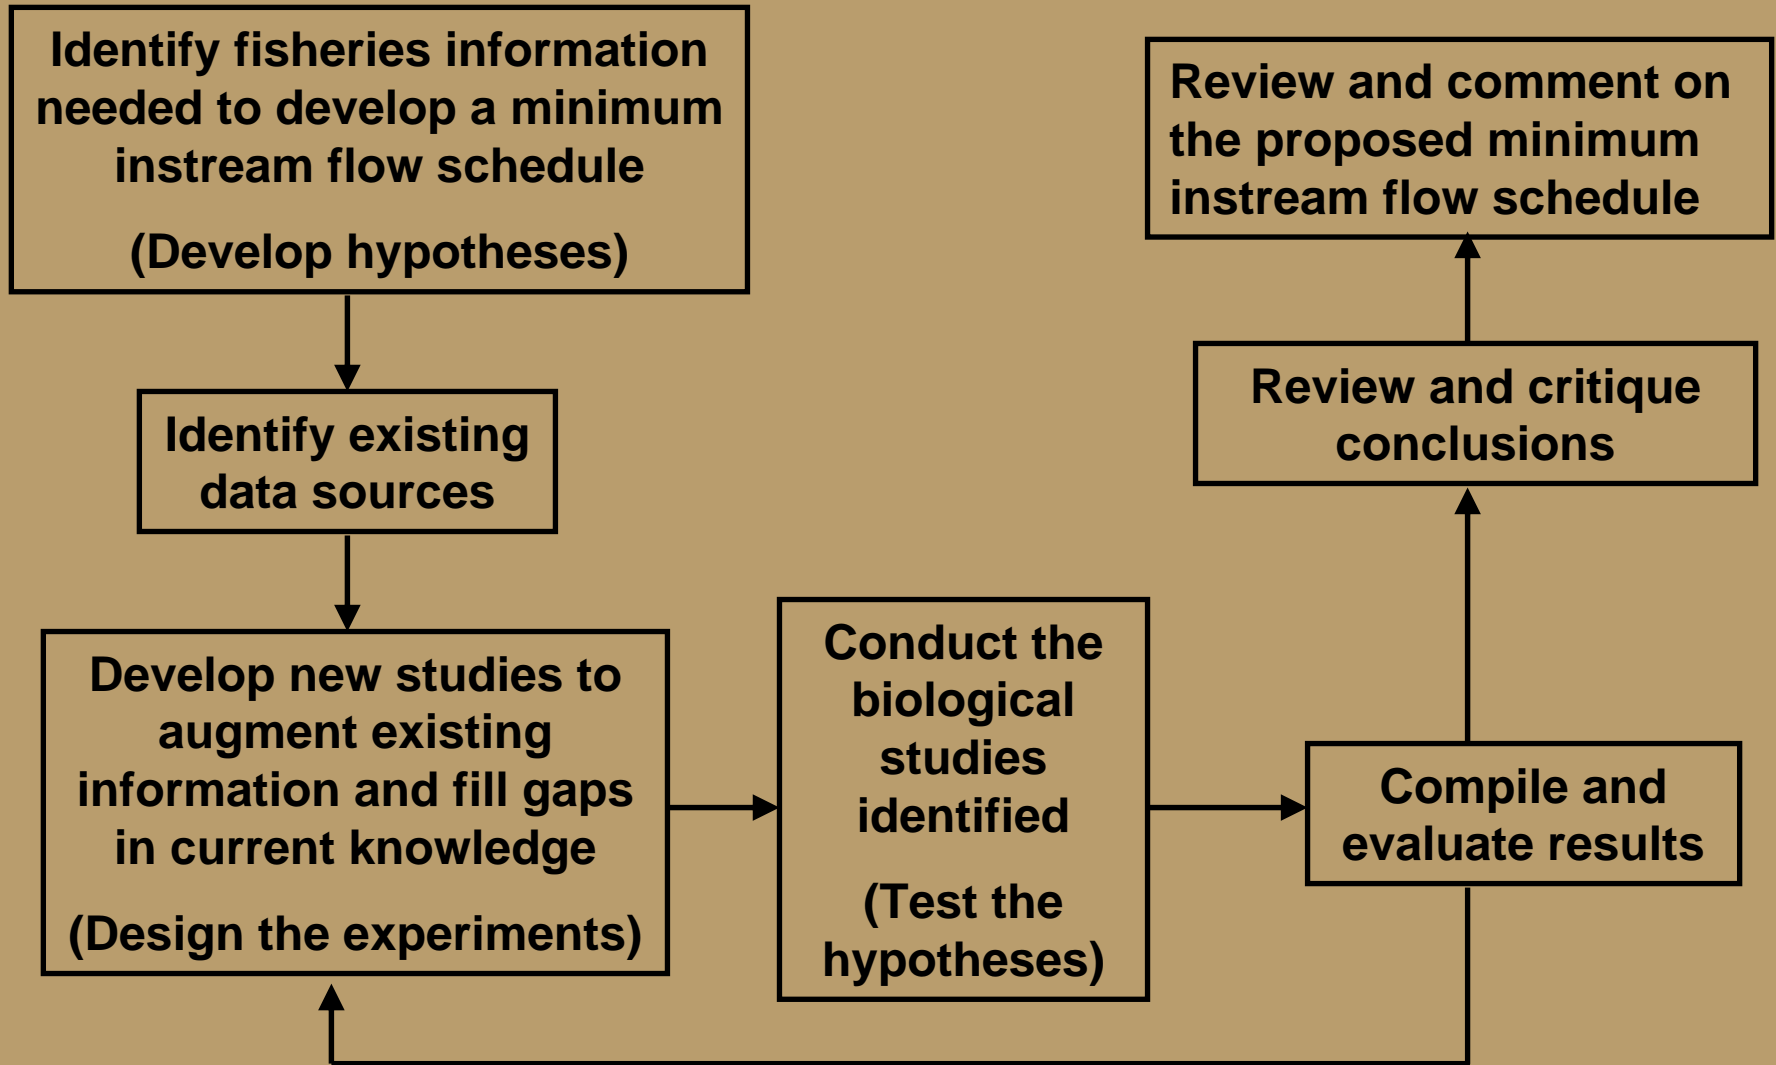 Identify fisheries information
needed to develop a minimum
instream flow schedule
(Develop hypotheses)
Identify existing
data sources
Develop new studies to
augment existing
information and fill gaps
in current knowledge
(Design the experiments)
Conduct the
biological
studies
identified
(Test the
hypotheses)
Compile and
evaluate results
Review and critique
conclusions
Review and comment on
the proposed minimum
instream flow schedule